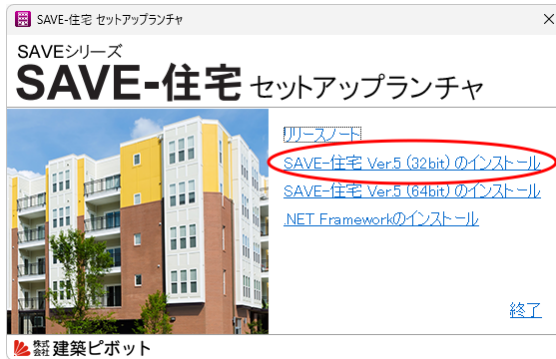 SAVE-住宅 セットアップランチャ
SAVEシリーズ
SAVE-住宅 セットアップランチャ
リリースノート
SAVE-住宅 Ver.5 (32bit) のインストール
SAVE-住宅 Ver.5 (64bit) のインストール
.NET Frameworkのインストール
終了
株式会社 建築ピボット